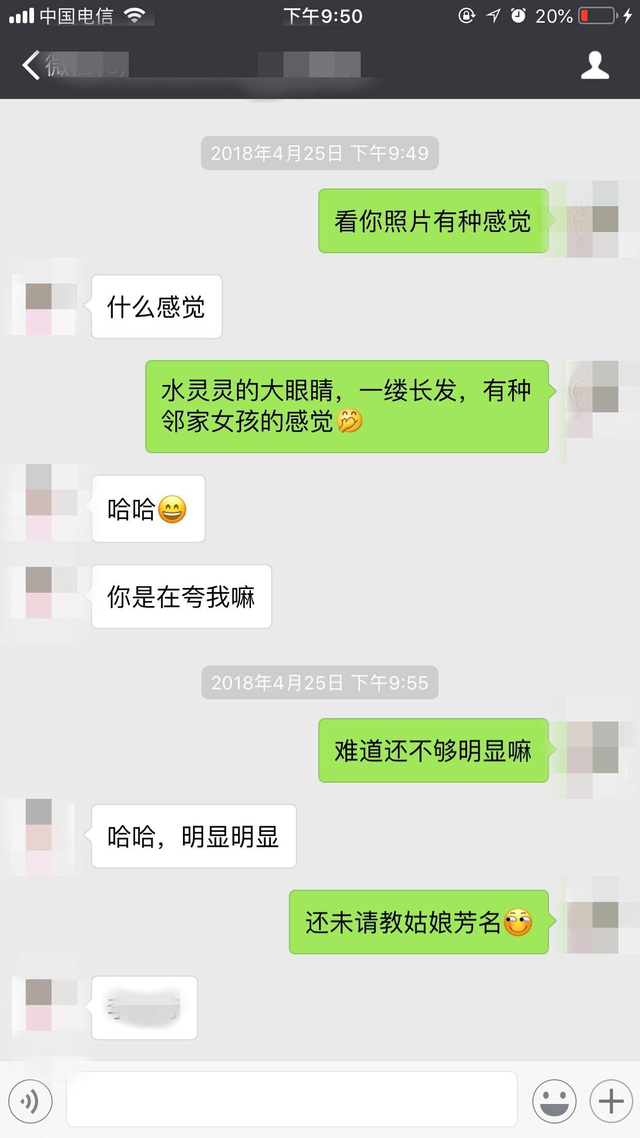 中国电信
下午9:50
20%
2018年4月25日 下午9:49
看你照片有种感觉
什么感觉
水灵灵的大眼睛，一缕长发，有种
邻家女孩的感觉🤭
哈哈😄
你是在夸我嘛
2018年4月25日 下午9:55
难道还不够明显嘛
哈哈，明显明显
还未请教姑娘芳名